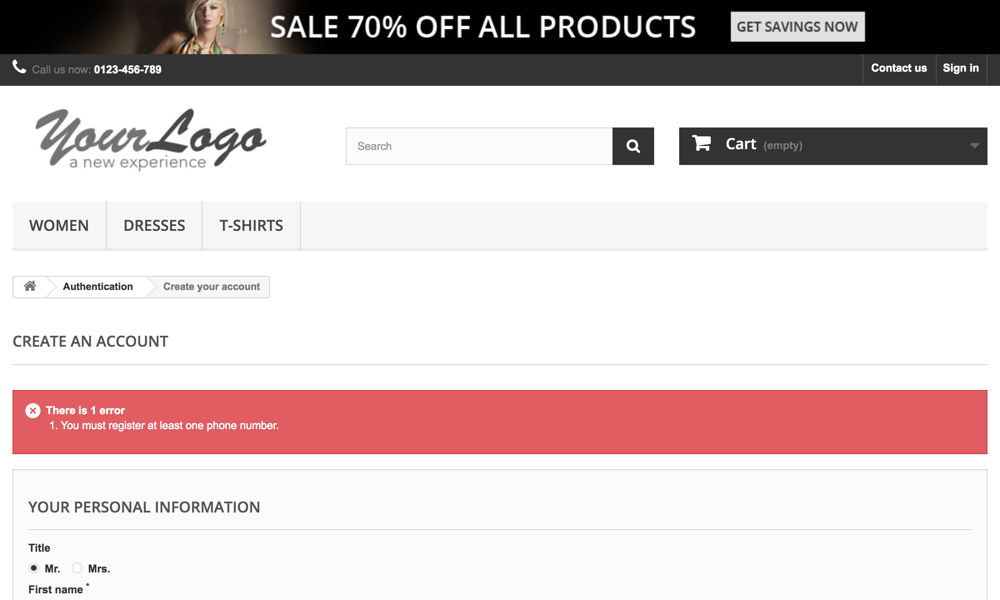 SALE 70% OFF ALL PRODUCTS
GET SAVINGS NOW
Call us now: 0123-456-789
Contact us
Sign in
Your Logo
a new experience
Search
Cart (empty)
WOMEN
DRESSES
T-SHIRTS
Authentication
Create your account
CREATE AN ACCOUNT
There is 1 error
1. You must register at least one phone number.
YOUR PERSONAL INFORMATION
Title
Mr.
Mrs.
First name *